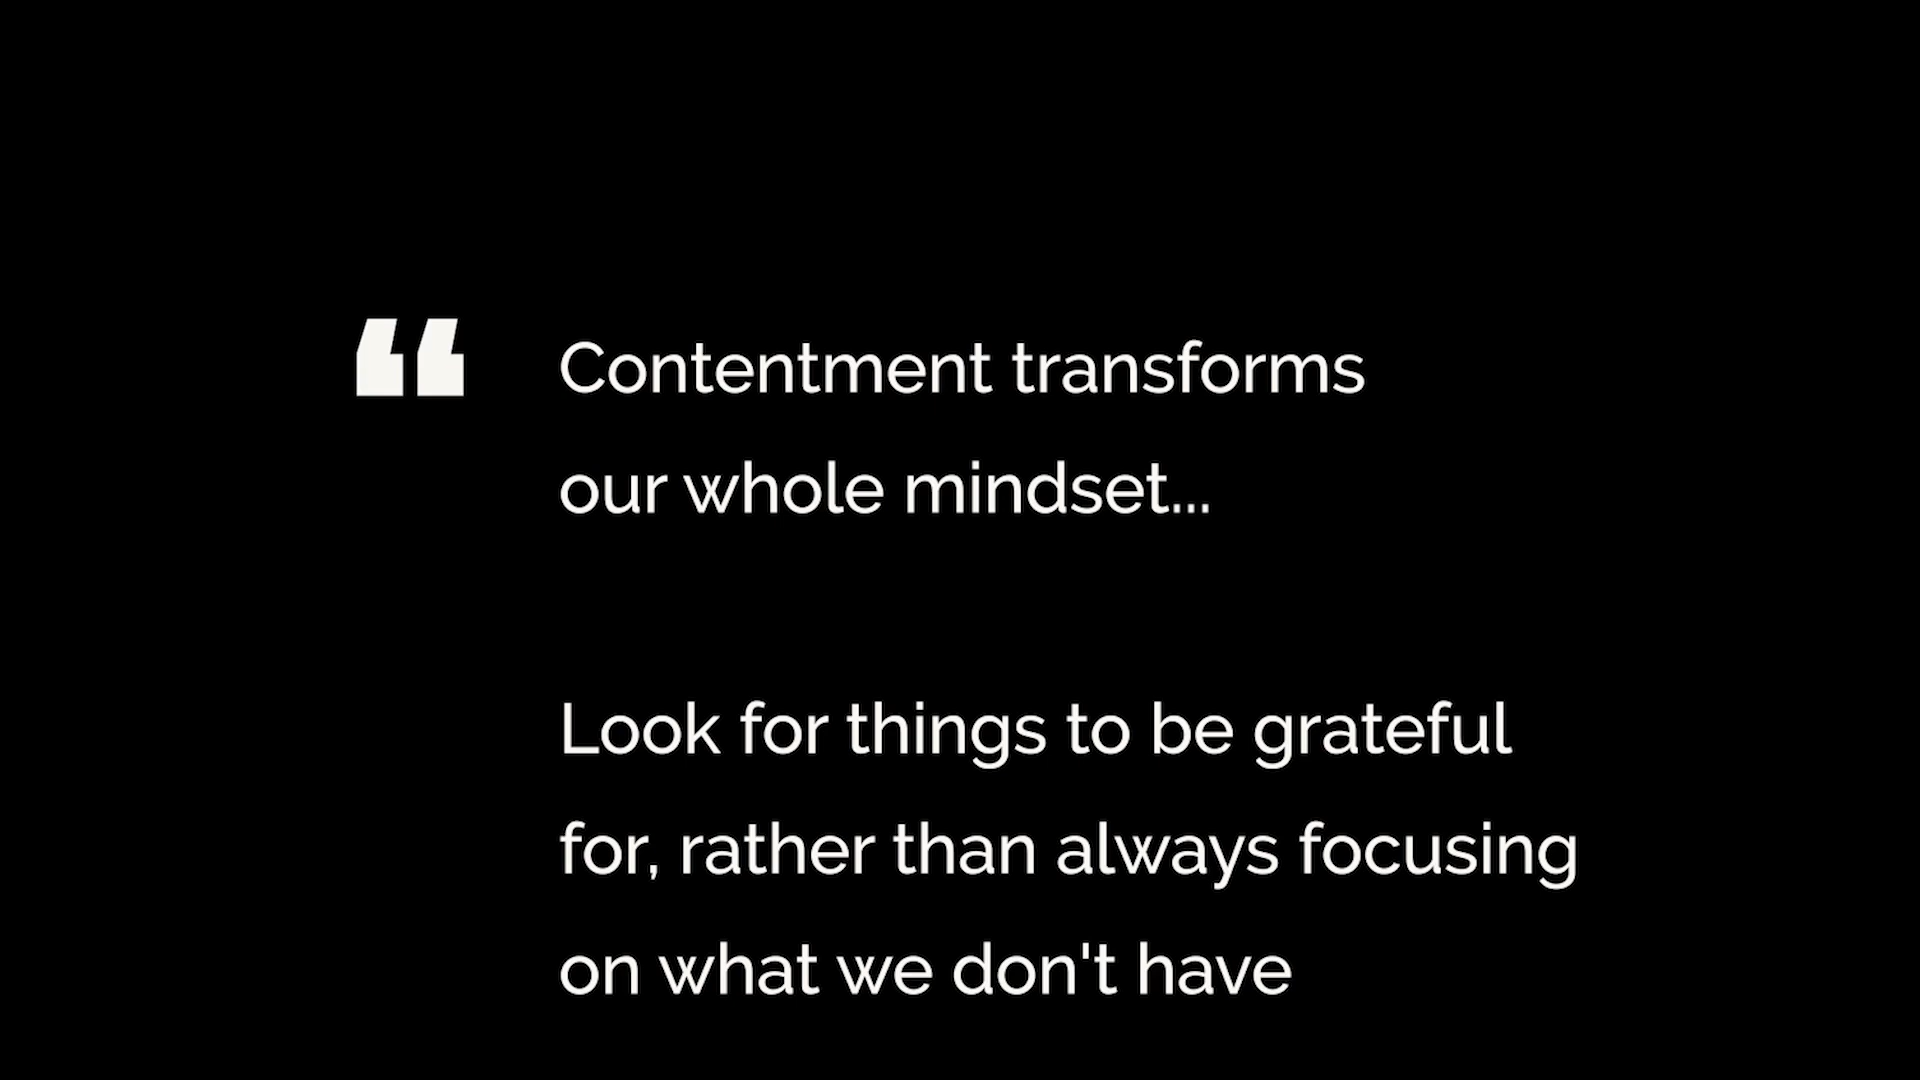 “ Contentment transforms
our whole mindset...
Look for things to be grateful
for, rather than always focusing
on what we don't have